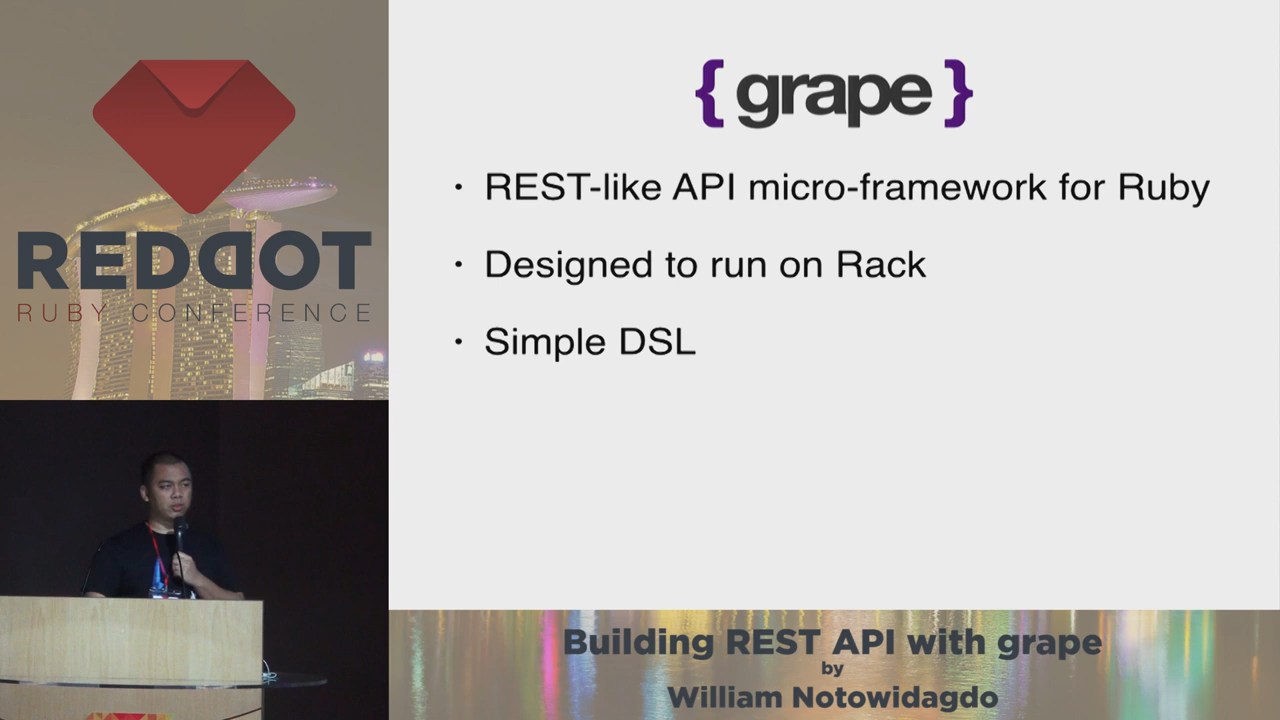 REDDOT
RUBY CONFERENCE
{ grape }
• REST-like API micro-framework for Ruby
• Designed to run on Rack
• Simple DSL
Building REST API with grape
by
William Notowidagdo